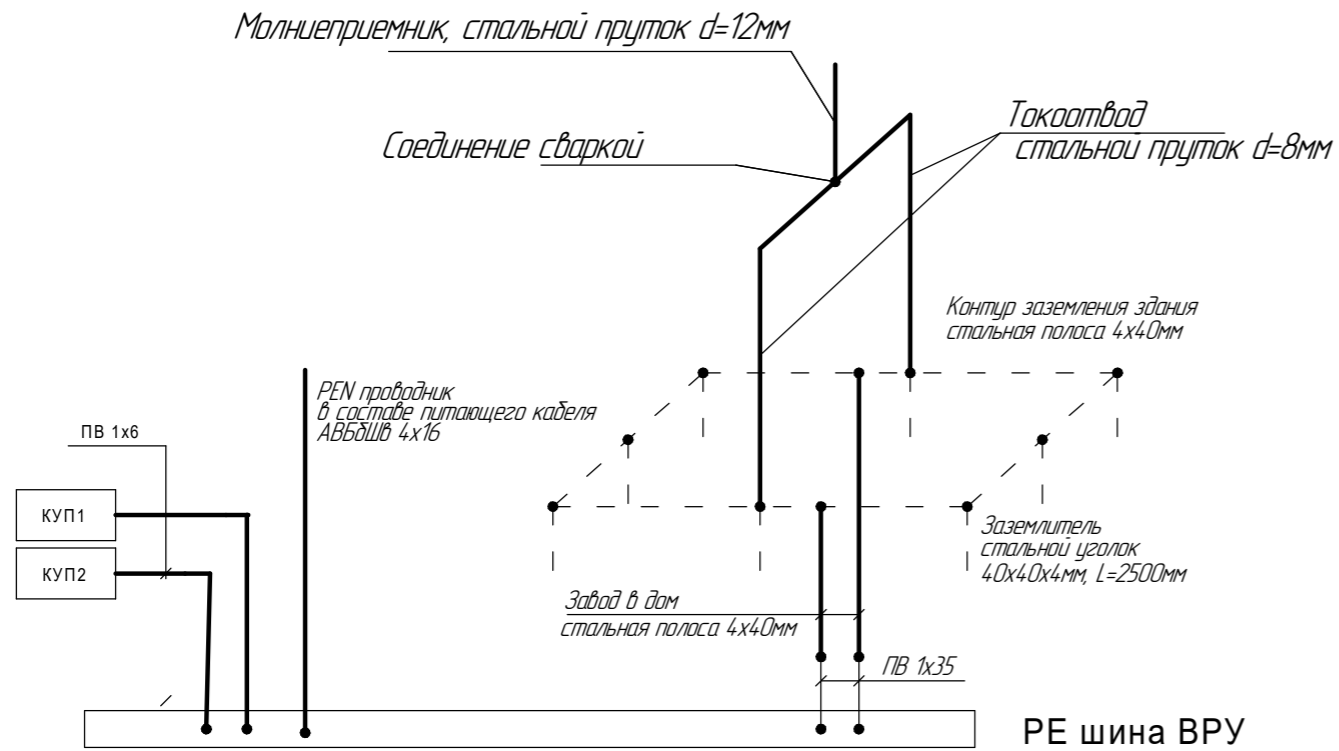 Молниеприемник, стальной пруток d=12мм
Соединение сваркой
Токоотвод
стальной пруток d=8мм
Контур заземления здания
стальная полоса 4х40мм
PEN проводник
в составе питающего кабеля
АВБбШв 4х16
ПВ 1х6
КУП1
КУП2
Заземлитель
стальной уголок
40х40х4мм, L=2500мм
Завод в дом
стальная полоса 4х40мм
ПВ 1х35
РЕ шина ВРУ